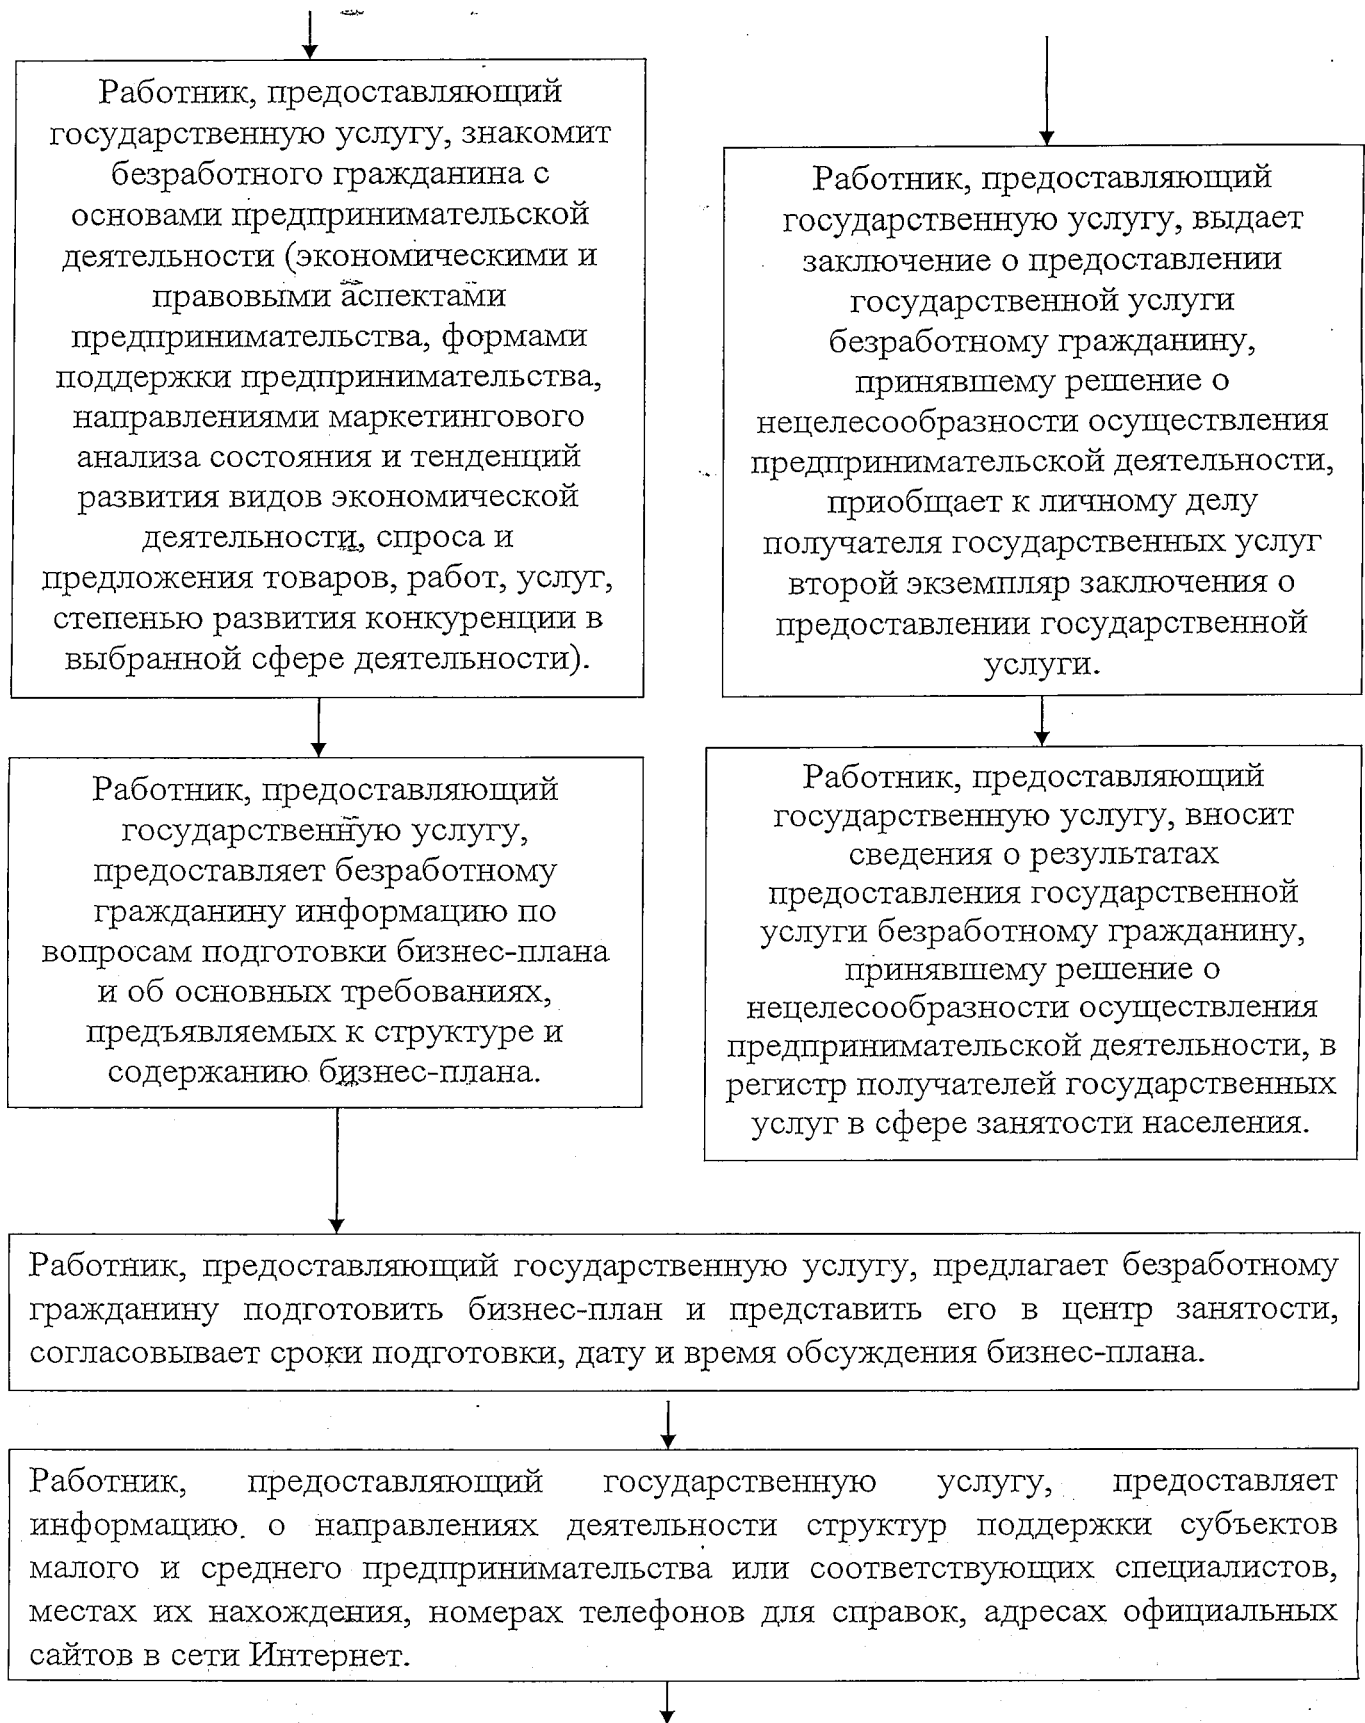 Работник, предоставляющий
государственную услугу, знакомит
безработного гражданина с
основами предпринимательской
деятельности (экономическими и
правовыми аспектами
предпринимательства, формами
поддержки предпринимательства,
направлениями маркетингового
анализа состояния и тенденций
развития видов экономической
деятельности, спроса и
предложения товаров, работ, услуг,
степенью развития конкуренции в
выбранной сфере деятельности).
Работник, предоставляющий
государственную услугу, выдает
заключение о предоставлении
государственной услуги
безработному гражданину,
принявшему решение о
нецелесообразности осуществления
предпринимательской деятельности,
приобщает к личному делу
получателя государственных услуг
второй экземпляр заключения о
предоставлении государственной
услуги.
Работник, предоставляющий
государственную услугу,
предоставляет безработному
гражданину информацию по
вопросам подготовки бизнес-плана
и об основных требованиях,
предъявляемых к структуре и
содержанию бизнес-плана.
Работник, предоставляющий
государственную услугу, вносит
сведения о результатах
предоставления государственной
услуги безработному гражданину,
принявшему решение о
нецелесообразности осуществления
предпринимательской деятельности, в
регистр получателей государственных
услуг в сфере занятости населения.
Работник, предоставляющий государственную услугу, предлагает безработному
гражданину подготовить бизнес-план и представить его в центр занятости,
согласовывает сроки подготовки, дату и время обсуждения бизнес-плана.
Работник, предоставляющий государственную услугу, предоставляет
информацию о направлениях деятельности структур поддержки субъектов
малого и среднего предпринимательства или соответствующих специалистов,
местах их нахождения, номерах телефонов для справок, адресах официальных
сайтов в сети Интернет.